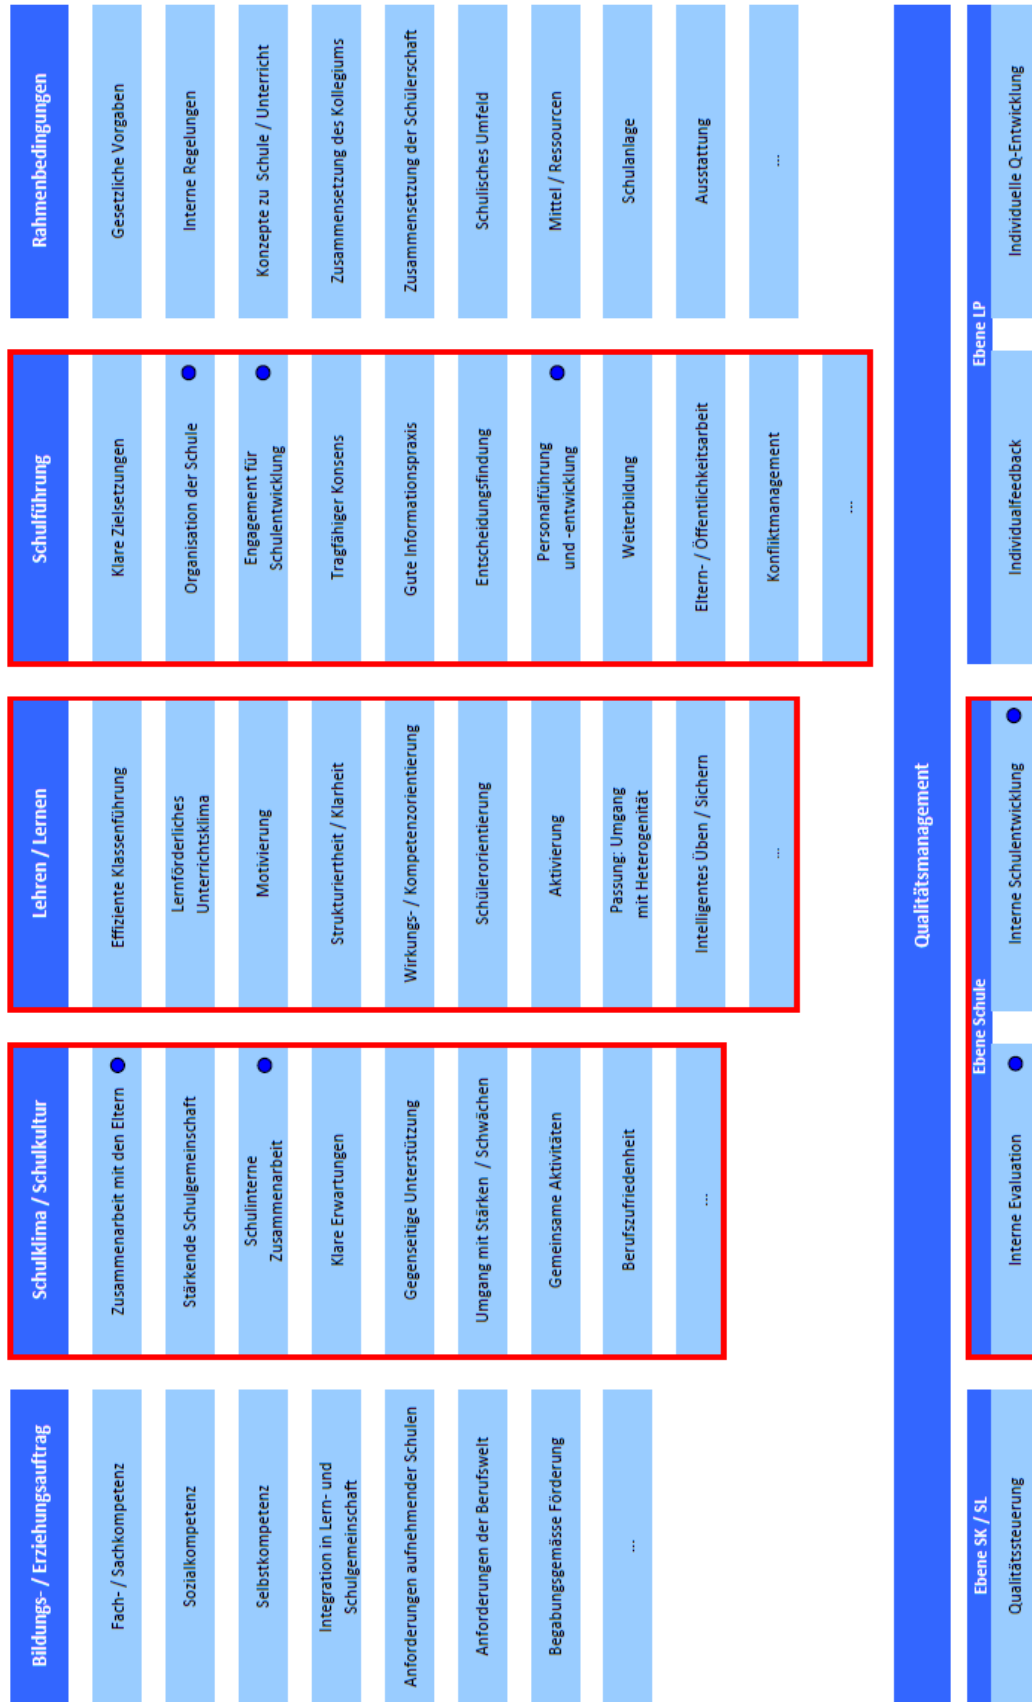 Bildungs- / Erziehungsauftrag
Fach- / Sachkompetenz
Sozialkompetenz
Selbstkompetenz
Integration in Lern- und
Schulgemeinschaft
Anforderungen aufnehmender Schulen
Anforderungen der Berufswelt
Begabungsgemässe Förderung
...
Schulklima / Schulkultur
Zusammenarbeit mit den Eltern
Stärkende Schulgemeinschaft
Schulinterne
Zusammenarbeit
Klare Erwartungen
Gegenseitige Unterstützung
Umgang mit Stärken / Schwächen
Gemeinsame Aktivitäten
Berufszufriedenheit
...
Lehren / Lernen
Effiziente Klassenführung
Lernförderliches
Unterrichtsklima
Motivierung
Strukturiertheit / Klarheit
Wirkungs- / Kompetenzorientierung
Schülerorientierung
Aktivierung
Passung: Umgang
mit Heterogenität
Intelligentes Üben / Sichern
...
Schulführung
Klare Zielsetzungen
Organisation der Schule
Engagement für
Schulentwicklung
Tragfähiger Konsens
Gute Informationspraxis
Entscheidungsfindung
Personalführung
und -entwicklung
Weiterbildung
Eltern- / Öffentlichkeitsarbeit
Konfliktmanagement
...
Rahmenbedingungen
Gesetzliche Vorgaben
Interne Regelungen
Konzepte zu Schule / Unterricht
Zusammensetzung des Kollegiums
Zusammensetzung der Schülerschaft
Schulisches Umfeld
Mittel / Ressourcen
Schulanlage
Ausstattung
...
Qualitätsmanagement
Ebene SK / SL
Qualitätssteuerung
Ebene Schule
Interne Evaluation
Interne Schulentwicklung
Ebene LP
Individualfeedback
Individuelle Q-Entwicklung